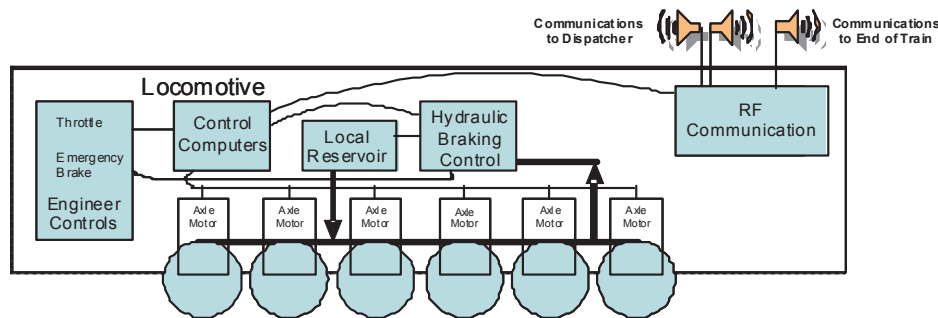 Communications
to Dispatcher
Communications
to End of Train
Locomotive
Throttle
Emergency
Brake
Engineer
Controls
Control
Computers
Local
Reservoir
Hydraulic
Braking
Control
RF
Communication
Axle
Motor
Axle
Motor
Axle
Motor
Axle
Motor
Axle
Motor
Axle
Motor